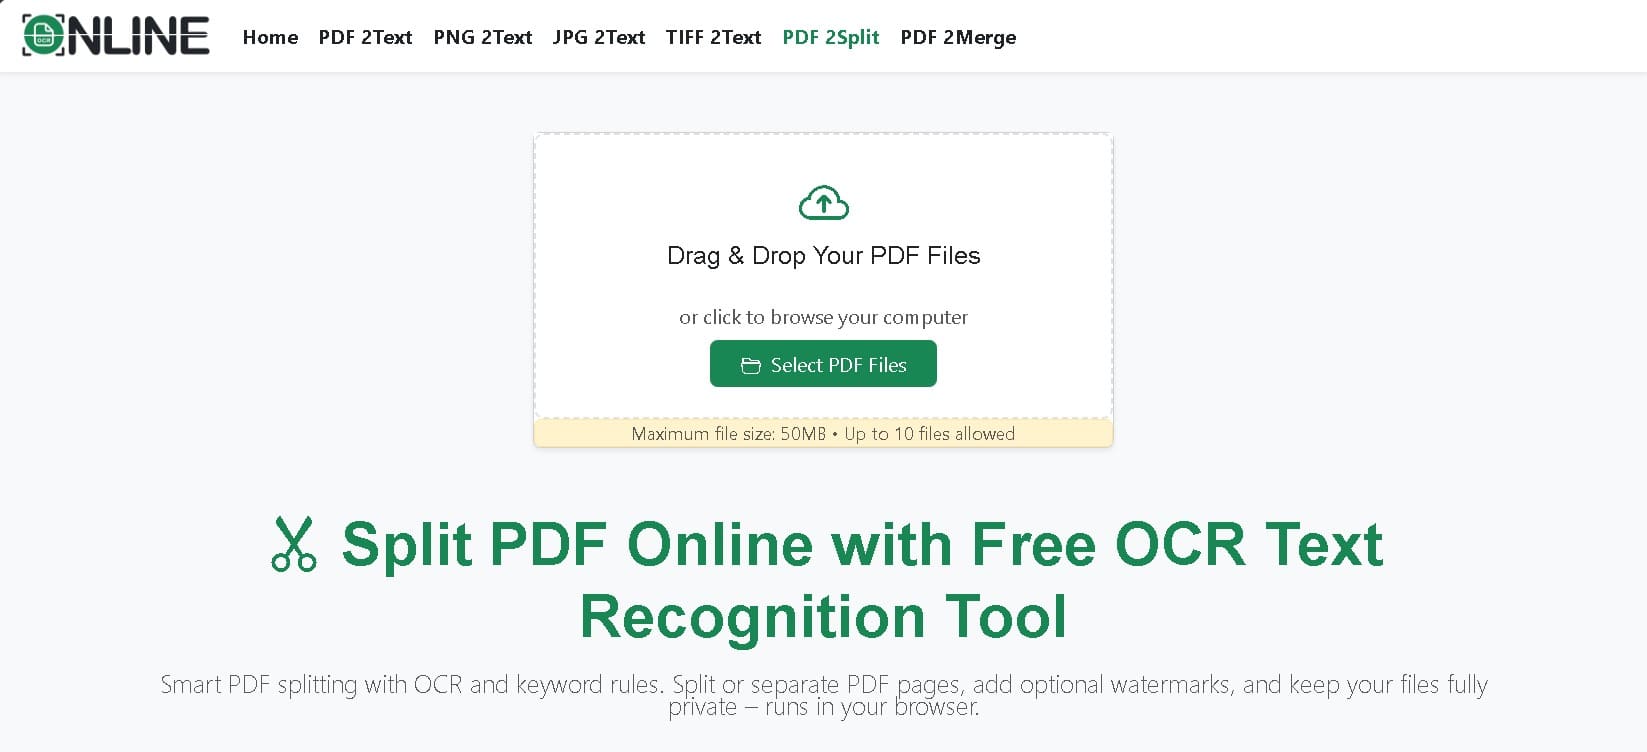 OCR
ONLINE
Home PDF 2Text PNG 2Text JPG 2Text TIFF 2Text PDF 2Split PDF 2Merge
Drag & Drop Your PDF Files
or click to browse your computer
Select PDF Files
Maximum file size: 50MB • Up to 10 files allowed
Split PDF Online with Free OCR Text
Recognition Tool
Smart PDF splitting with OCR and keyword rules. Split or separate PDF pages, add optional watermarks, and keep your files fully
private – runs in your browser.